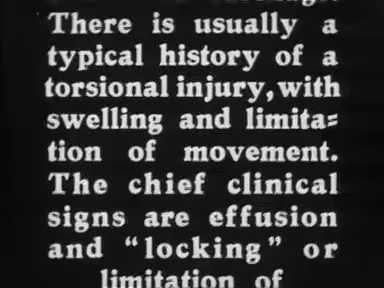 There is usually a
typical history of a
torsional injury, with
swelling and limita=
tion of movement.
The chief clinical
signs are effusion
and "locking" or
limitation of